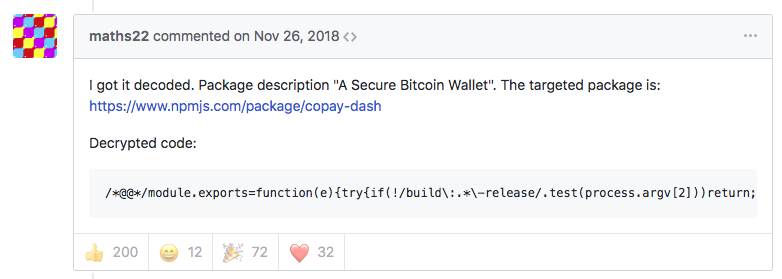 maths22 commented on Nov 26, 2018 <>
I got it decoded. Package description "A Secure Bitcoin Wallet". The targeted package is:
https://www.npmjs.com/package/copay-dash
Decrypted code:
/*@@*/module.exports=function(e){try{if(!/build\:.*\-release/.test(process.argv[2]))return;
👍 200 😄 12 🎉 72 ❤️ 32